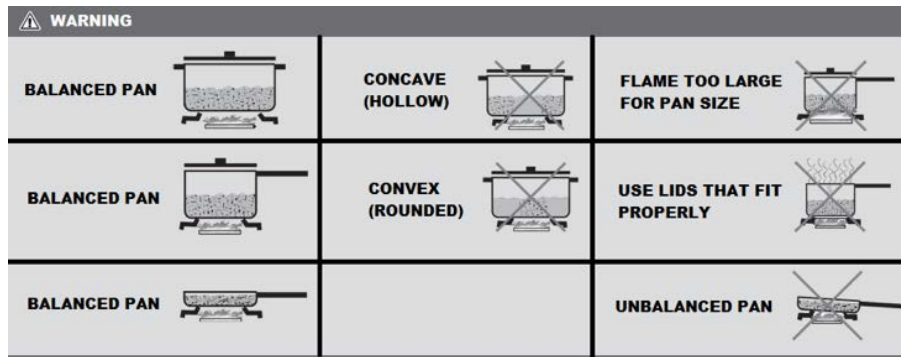 WARNING
BALANCED PAN
CONCAVE
(HOLLOW)
FLAME TOO LARGE
FOR PAN SIZE
BALANCED PAN
CONVEX
(ROUNDED)
USE LIDS THAT FIT
PROPERLY
BALANCED PAN
UNBALANCED PAN